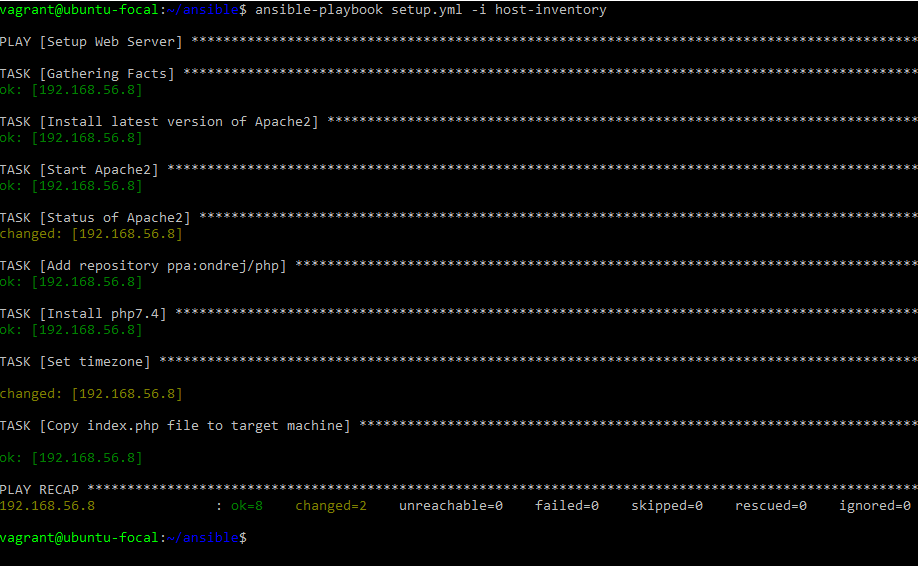 vagrant@ubuntu-focal:~/ansible$ ansible-playbook setup.yml -i host-inventory
PLAY [Setup Web Server] *******************************************************************************************
TASK [Gathering Facts] ********************************************************************************************
ok: [192.168.56.8]
TASK [Install latest version of Apache2] **************************************************************************
ok: [192.168.56.8]
TASK [Start Apache2] **********************************************************************************************
ok: [192.168.56.8]
TASK [Status of Apache2] ******************************************************************************************
changed: [192.168.56.8]
TASK [Add repository ppa:ondrej/php] ******************************************************************************
ok: [192.168.56.8]
TASK [Install php7.4] *********************************************************************************************
ok: [192.168.56.8]
TASK [Set timezone] ***********************************************************************************************
changed: [192.168.56.8]
TASK [Copy index.php file to target machine] **********************************************************************
ok: [192.168.56.8]
PLAY RECAP ********************************************************************************************************
192.168.56.8               : ok=8    changed=2    unreachable=0    failed=0    skipped=0    rescued=0    ignored=0
vagrant@ubuntu-focal:~/ansible$